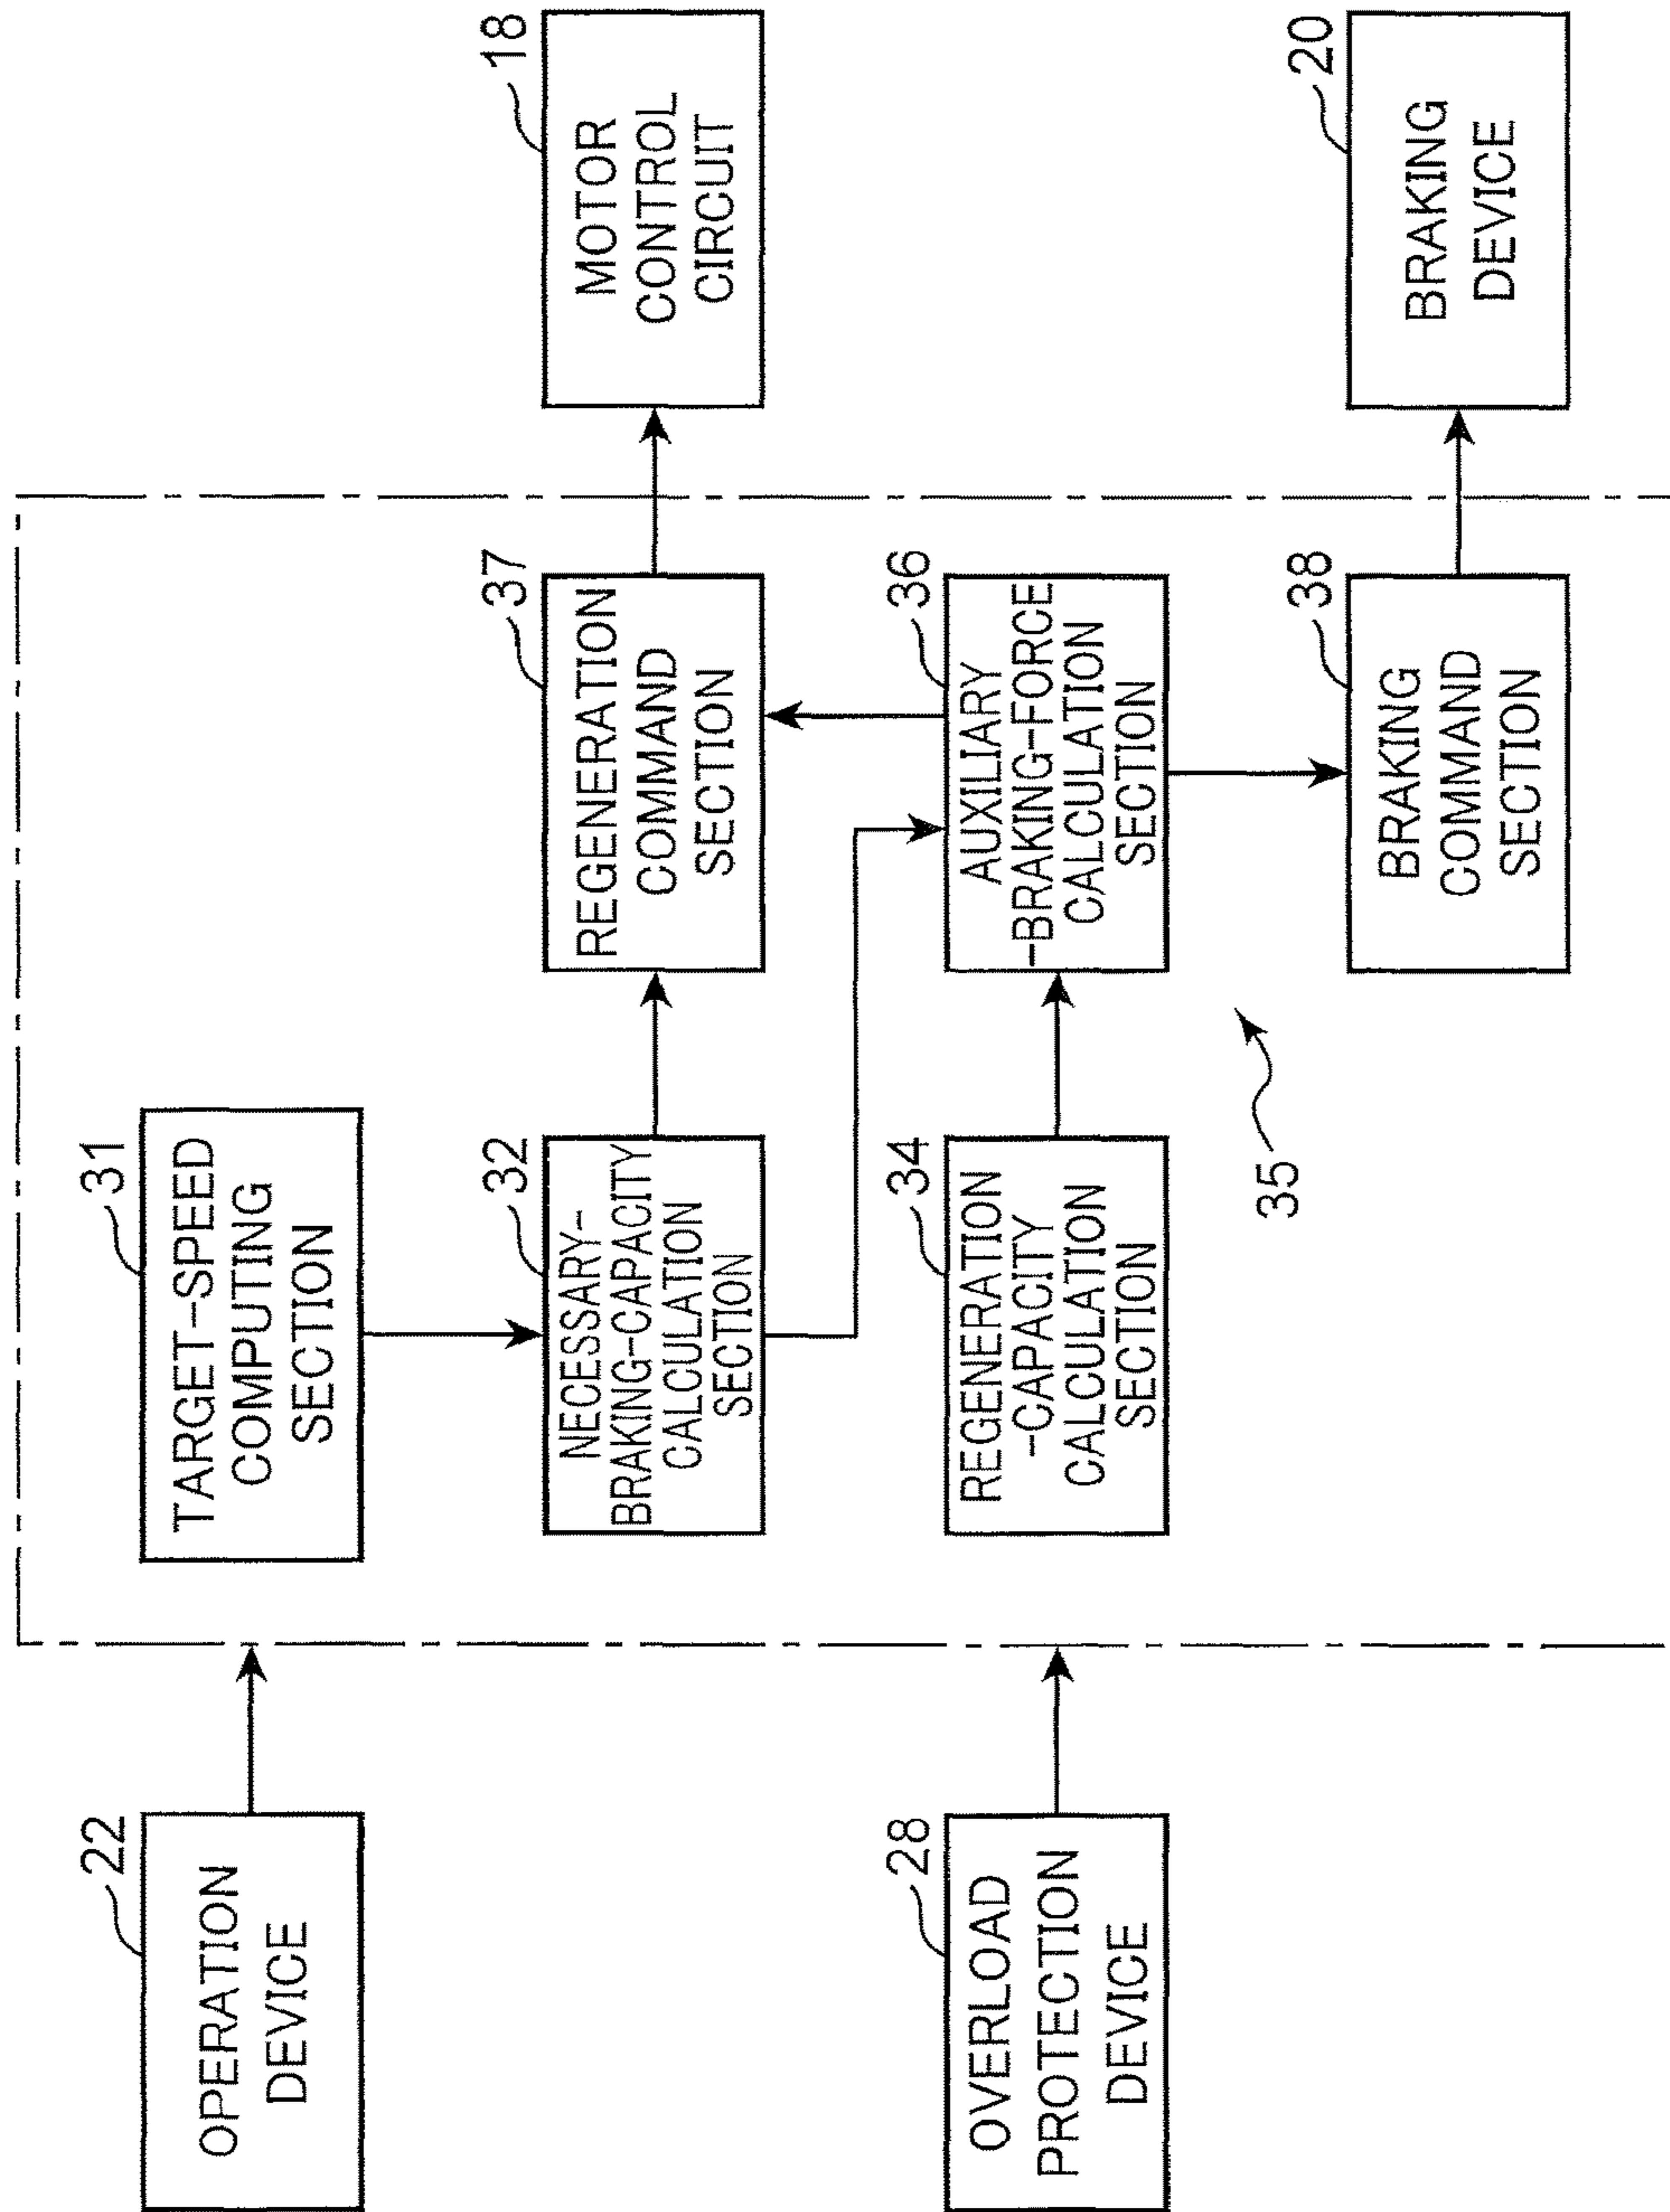 22
OPERATION
DEVICE
28
OVERLOAD
PROTECTION
DEVICE
31
TARGET-SPEED
COMPUTING
SECTION
32
NECESSARY-
BRAKING-CAPACITY
CALCULATION
SECTION
34
REGENERATION
-CAPACITY
CALCULATION
SECTION
35
37
REGENERATION
COMMAND
SECTION
36
AUXILIARY
-BRAKING-FORCE
CALCULATION
SECTION
38
BRAKING
COMMAND
SECTION
18
MOTOR
CONTROL
CIRCUIT
20
BRAKING
DEVICE